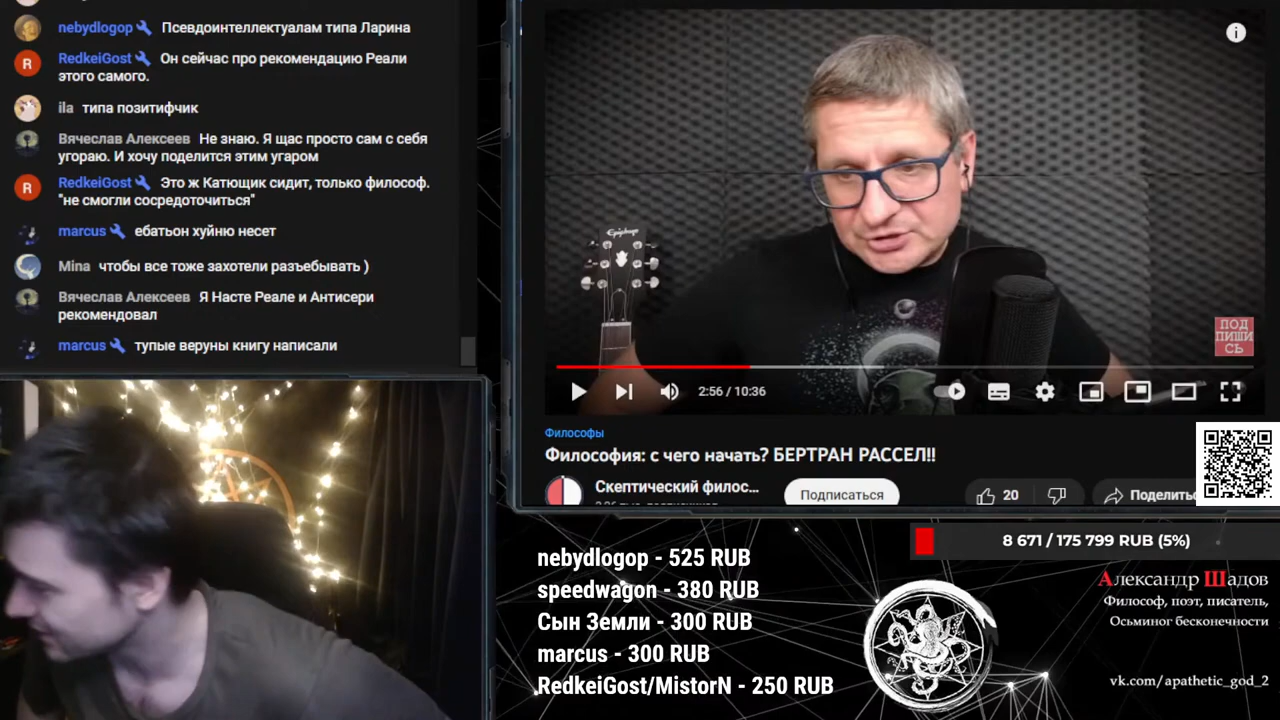 nebydlogop Псевдоинтеллектуалам типа Ларина
RedkeiGost Он сейчас про рекомендацию Реали
этого самого.
ila типа позитифчик
Вячеслав Алексеев Не знаю. Я щас просто сам с себя
угораю. И хочу поделится этим угаром
RedkeiGost Это ж Катющик сидит, только философ.
"не смогли сосредоточиться"
marcus ебатьон хуйню несет
Mina чтобы все тоже захотели разъебывать )
Вячеслав Алексеев Я Насте Реале и Антисери
рекомендовал
marcus тупые веруны книгу написали
Epiphone
ПОД
ПИШИ
СЬ
2:56 / 10:36
Философы
Философия: с чего начать? БЕРТРАН РАССЕЛ!!
Скептический филос...
Подписаться
20
Поделить
8 671 / 175 799 RUB (5%)
nebydlogop - 525 RUB
speedwagon - 380 RUB
Сын Земли - 300 RUB
marcus - 300 RUB
RedkeiGost/MistorN - 250 RUB
Александр Шадов
Философ, поэт, писатель,
Осьминог бесконечности
vk.com/apathetic_god_2